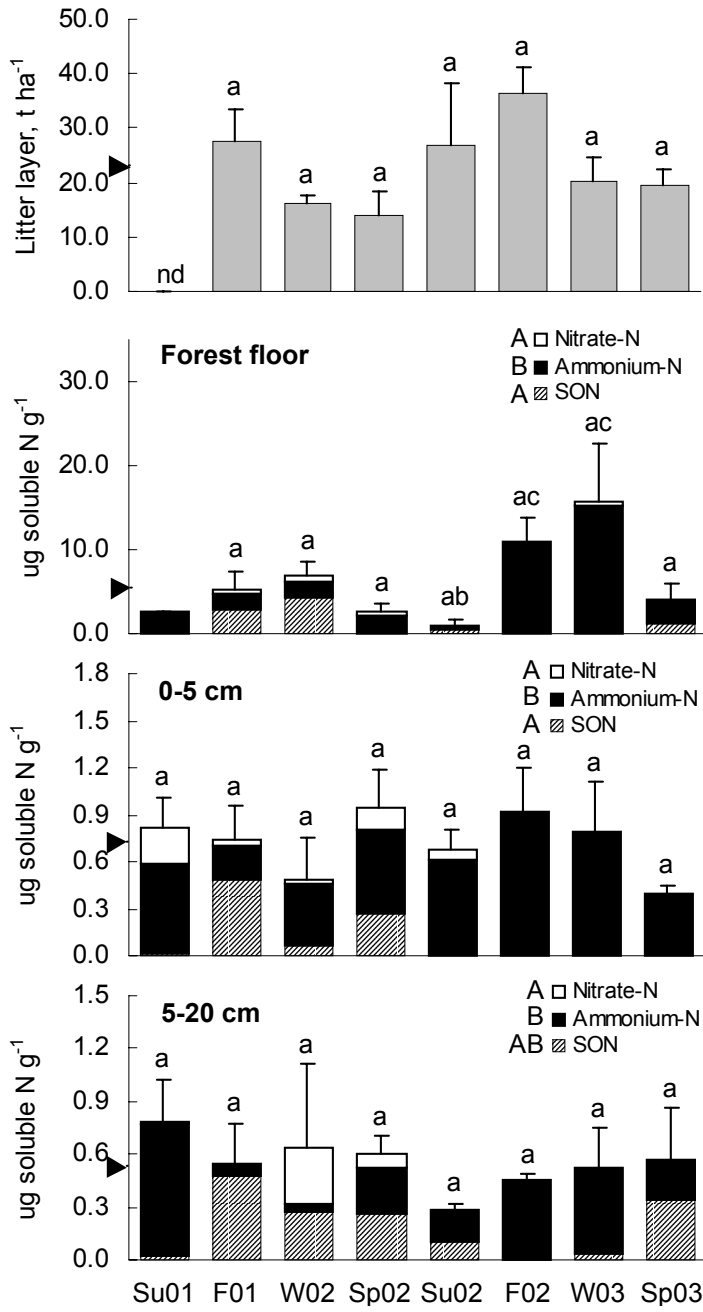 50.0
40.0
30.0
20.0
10.0
0.0
Litter layer, t ha⁻¹
nd
a
a
a
a
a
a
a
Forest floor
A Nitrate-N
B Ammonium-N
A SON
30.0
20.0
10.0
0.0
ug soluble N g⁻¹
a
a
a
ab
ac
ac
a
0-5 cm
A Nitrate-N
B Ammonium-N
A SON
1.8
1.5
1.2
0.9
0.6
0.3
0.0
ug soluble N g⁻¹
a
a
a
a
a
a
a
a
5-20 cm
A Nitrate-N
B Ammonium-N
AB SON
1.5
1.2
0.9
0.6
0.3
0.0
ug soluble N g⁻¹
a
a
a
a
a
a
a
a
Su01 F01 W02 Sp02 Su02 F02 W03 Sp03